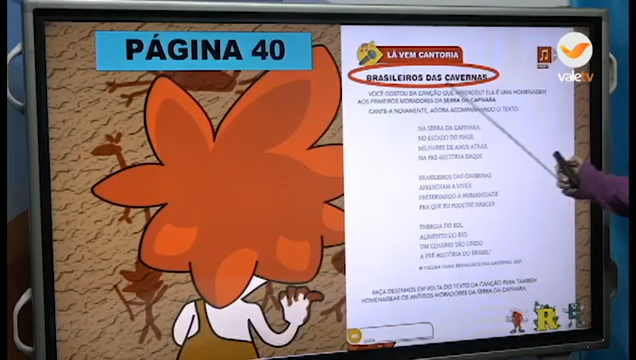 PÁGINA 40
LÁ VEM CANTORIA
BRASILEIROS DAS CAVERNAS
VOCÊ GOSTOU DA CANÇÃO QUE APRENDEU? ELA É UMA HOMENAGEM
AOS PRIMEIROS MORADORES DA SERRA DA CAPIVARA.
CANTE-A NOVAMENTE, AGORA ACOMPANHANDO O TEXTO.
NA SERRA DA CAPIVARA,
NO ESTADO DO PIAUÍ,
MILHARES DE ANOS ATRÁS,
NA PRÉ-HISTÓRIA DAQUI.
BRASILEIROS DAS CAVERNAS
APRENDIAM A VIVER
PRESERVANDO A HUMANIDADE
PRA QUE EU PUDESSE NASCER.
ENERGIA DO SOL,
ALIMENTO DO RIO,
UM CENÁRIO TÃO LINDO
A PRÉ-HISTÓRIA DO BRASIL!
FAÇA DESENHOS EM VOLTA DO TEXTO DA CANÇÃO PARA TAMBÉM
HOMENAGEAR OS ANTIGOS MORADORES DA SERRA DA CAPIVARA.
40
R
valetv